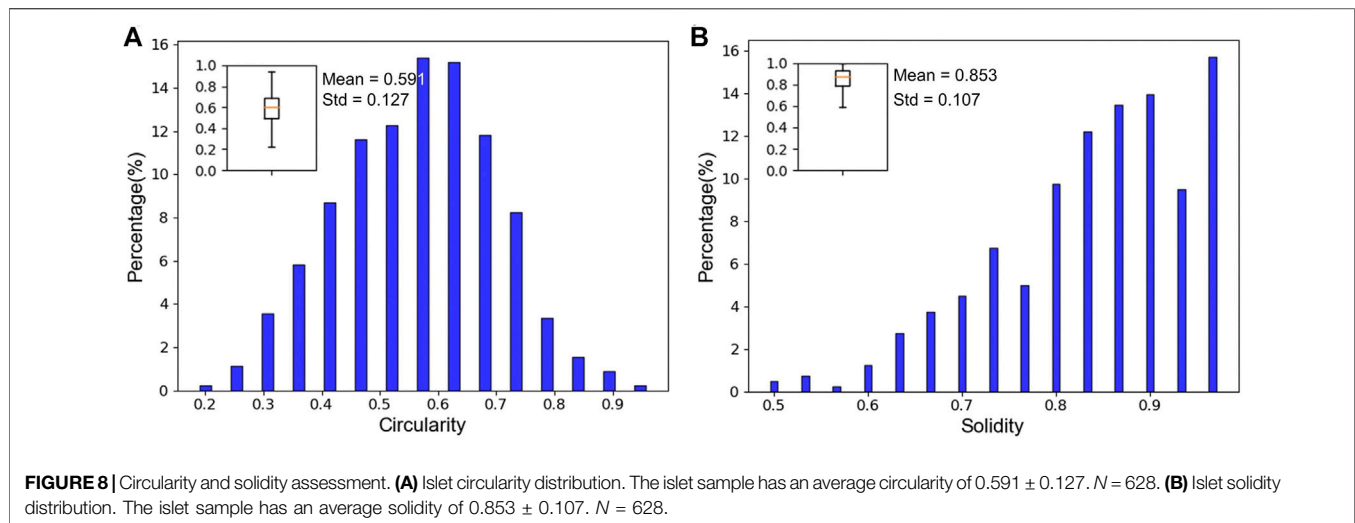 A
16
14
12
10
8
6
4
2
0
Percentage(%)
1.0
0.8
0.6
0.4
0.2
0.0
Mean = 0.591
Std = 0.127
0.2 0.3 0.4 0.5 0.6 0.7 0.8 0.9
Circularity
B
16
14
12
10
8
6
4
2
0
Percentage(%)
1.0
0.8
0.6
0.4
0.2
0.0
Mean = 0.853
Std = 0.107
0.5 0.6 0.7 0.8 0.9
Solidity
FIGURE 8 | Circularity and solidity assessment. (A) Islet circularity distribution. The islet sample has an average circularity of 0.591 ± 0.127. N = 628. (B) Islet solidity
distribution. The islet sample has an average solidity of 0.853 ± 0.107. N = 628.